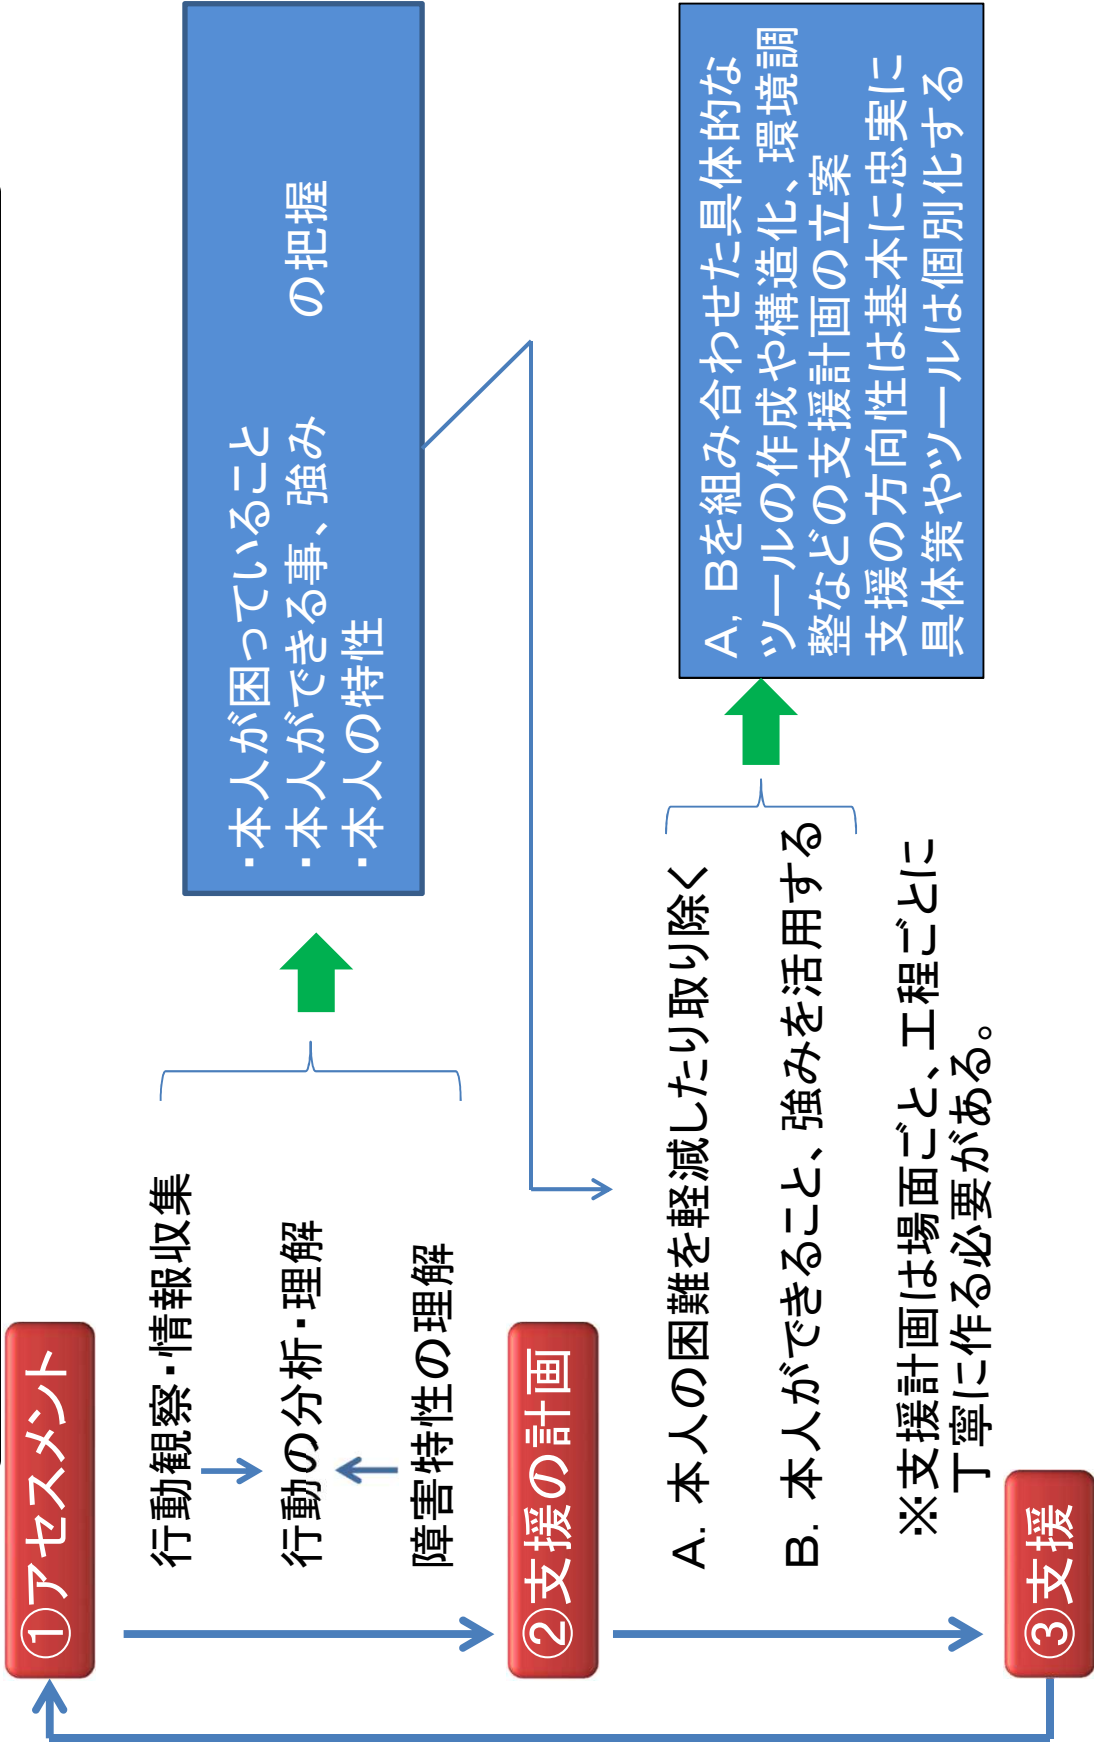 ①アセスメント
行動観察・情報収集
行動の分析・理解
障害特性の理解
・本人が困っていること
・本人ができる事、強み の把握
・本人の特性
②支援の計画
A. 本人の困難を軽減したり取り除く
B. 本人ができること、強みを活用する
※支援計画は場面ごと、工程ごとに
丁寧に作る必要がある。
A, Bを組み合わせた具体的な
ツールの作成や構造化、環境調
整などの支援計画の立案
支援の方向性は基本に忠実に
具体策やツールは個別化する
③支援